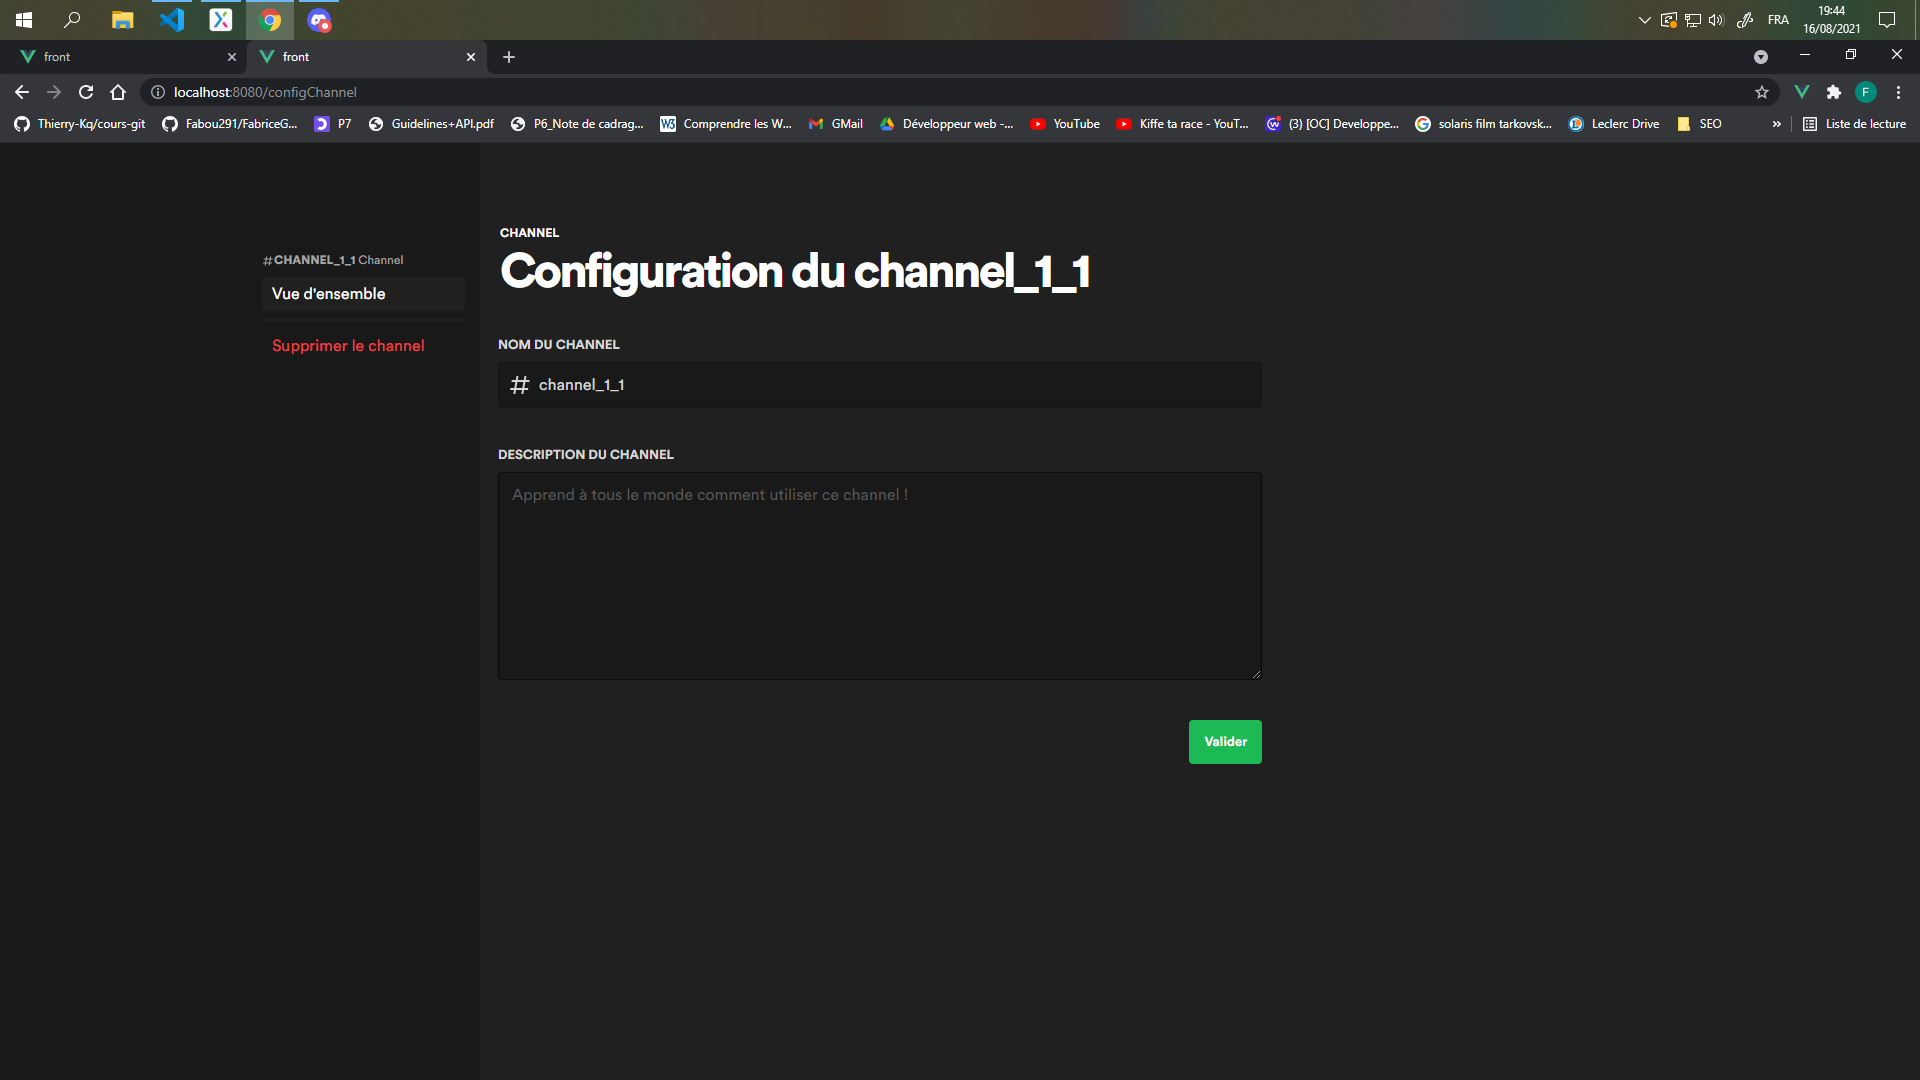 FRA
19:44
16/08/2021
front
front
localhost:8080/configChannel
F
Thierry-Kq/cours-git
Fabou291/FabriceG...
P7
Guidelines+API.pdf
P6_Note de cadrag...
Comprendre les W...
GMail
Développeur web -...
YouTube
Kiffe ta race - YouT...
(3) [OC] Developpe...
solaris film tarkovsk...
Leclerc Drive
SEO
»
Liste de lecture
#CHANNEL_1_1 Channel
Vue d'ensemble
Supprimer le channel
CHANNEL
Configuration du channel_1_1
NOM DU CHANNEL
# channel_1_1
DESCRIPTION DU CHANNEL
Apprend à tous le monde comment utiliser ce channel !
Valider